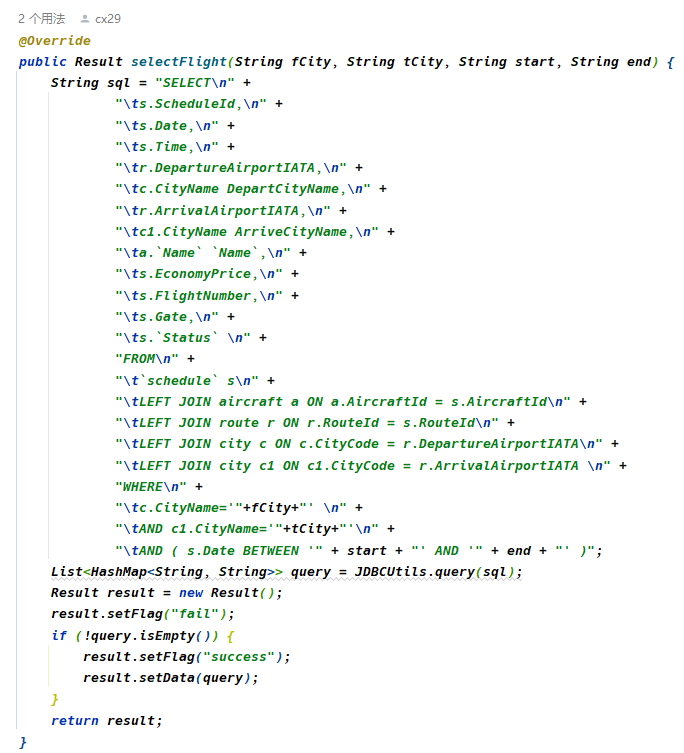 2 个用法 cx29
@Override
public Result selectFlight(String fCity, String tCity, String start, String end) {
    String sql = "SELECT\n" +
            "\ts.ScheduleId,\n" +
            "\ts.Date,\n" +
            "\ts.Time,\n" +
            "\tr.DepartureAirportIATA,\n" +
            "\tc.CityName DepartCityName,\n" +
            "\tr.ArrivalAirportIATA,\n" +
            "\tc1.CityName ArriveCityName,\n" +
            "\ta.`Name` `Name`,\n" +
            "\ts.EconomyPrice,\n" +
            "\ts.FlightNumber,\n" +
            "\ts.Gate,\n" +
            "\ts.`Status` \n" +
            "FROM\n" +
            "\t`schedule` s\n" +
            "\tLEFT JOIN aircraft a ON a.AircraftId = s.AircraftId\n" +
            "\tLEFT JOIN route r ON r.RouteId = s.RouteId\n" +
            "\tLEFT JOIN city c ON c.CityCode = r.DepartureAirportIATA\n" +
            "\tLEFT JOIN city c1 ON c1.CityCode = r.ArrivalAirportIATA \n" +
            "WHERE\n" +
            "\tc.CityName='"+fCity+"' \n" +
            "\tAND c1.CityName='"+tCity+"'\n" +
            "\tAND ( s.Date BETWEEN '" + start + "' AND '" + end + "' )";
    List<HashMap<String, String>> query = JDBCUtils.query(sql);
    Result result = new Result();
    result.setFlag("fail");
    if (!query.isEmpty()) {
        result.setFlag("success");
        result.setData(query);
    }
    return result;
}